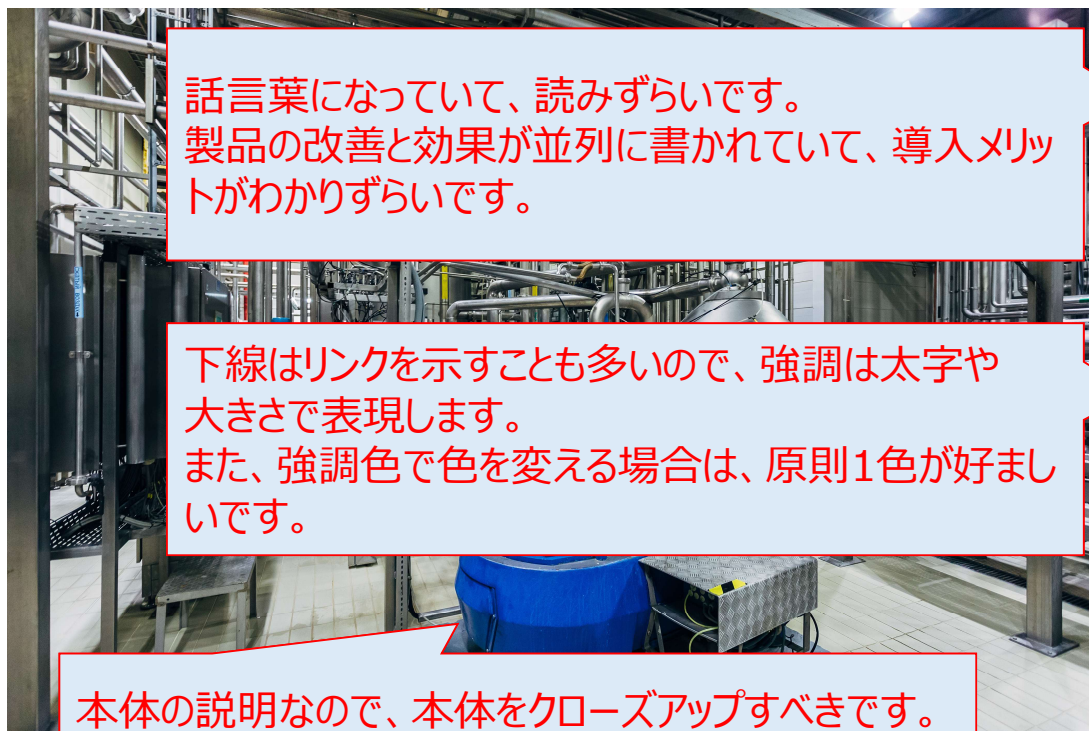 話言葉になっていて、読みずらいです。
製品の改善と効果が並列に書かれていて、導入メリッ
トがわかりずらいです。
下線はリンクを示すことも多いので、強調は太字や
大きさで表現します。
また、強調色で色を変える場合は、原則1色が好まし
いです。
本体の説明なので、本体をクローズアップすべきです。